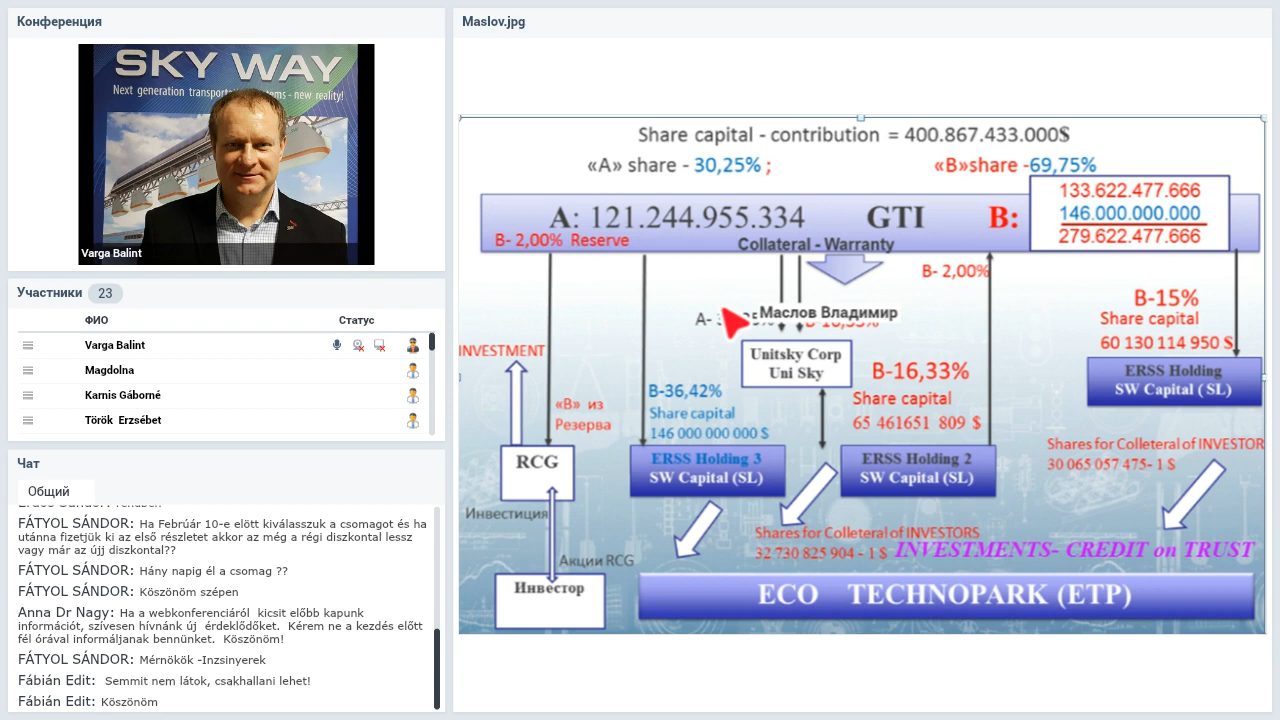 Конференция
SKY WAY
Next generation
- new reality!
Varga Balint
Участники 23
ФИО Статус
Varga Balint
Magdolna
Karnis Gáborné
Török Erzsébet
Чат
Общий
FÁTYOL SÁNDOR: Ha Február 10-e elött kiválasszuk a csomagot és ha
utánna fizetjük ki az első részletet akkor az még a régi diszkontal lessz
vagy már az újj diszkontal??
FÁTYOL SÁNDOR: Hány napig él a csomag ??
FÁTYOL SÁNDOR: Köszönöm szépen
Anna Dr Nagy: Ha a webkonferenciáról kicsit előbb kapunk
információt, szívesen hívnánk új érdeklődőket. Kérem ne a kezdés előtt
fél órával informáljanak bennünket. Köszönöm!
FÁTYOL SÁNDOR: Mérnökök -Inzsinyerek
Fábián Edit: Semmit nem látok, csakhallani lehet!
Fábián Edit: Köszönöm
Maslov.jpg
Share capital - contribution = 400.867.433.000$
«A» share - 30,25% ; «B»share -69,75%
A: 121.244.955.334 GTI B:
133.622.477.666
146.000.000.000
279.622.477.666
B- 2,00% Reserve
Collateral - Warranty
B- 2,00%
Маслов Владимир
INVESTMENT
«В» из
Резерва
B-36,42%
Share capital
146 000 000 000 $
Unitsky Corp
Uni Sky
B-16,33%
Share capital
65 461651 809 $
B-15%
Share capital
60 130 114 950 $
ERSS Holding
SW Capital ( SL)
RCG
ERSS Holding 3
SW Capital (SL)
ERSS Holding 2
SW Capital (SL)
Shares for Colleteral of INVESTOR
30 065 057 475- 1 $
Инвестиция
Акции RCG
Shares for Colleteral of INVESTORS
32 730 825 904 - 1 $
INVESTMENTS- CREDIT on TRUST
Инвестор
ECO TECHNOPARK (ETP)